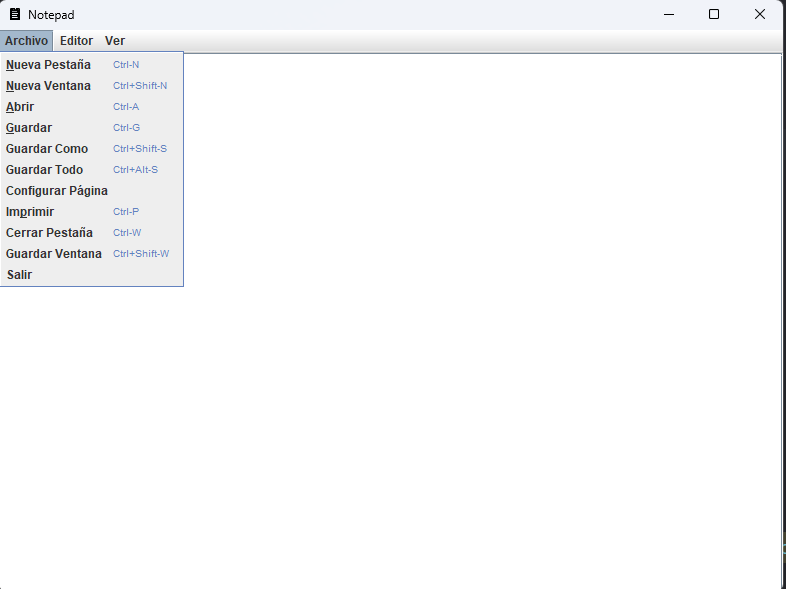 Notepad
Archivo Editor Ver
Nueva Pestaña Ctrl-N
Nueva Ventana Ctrl+Shift-N
Abrir Ctrl-A
Guardar Ctrl-G
Guardar Como Ctrl+Shift-S
Guardar Todo Ctrl+Alt-S
Configurar Página
Imprimir Ctrl-P
Cerrar Pestaña Ctrl-W
Guardar Ventana Ctrl+Shift-W
Salir